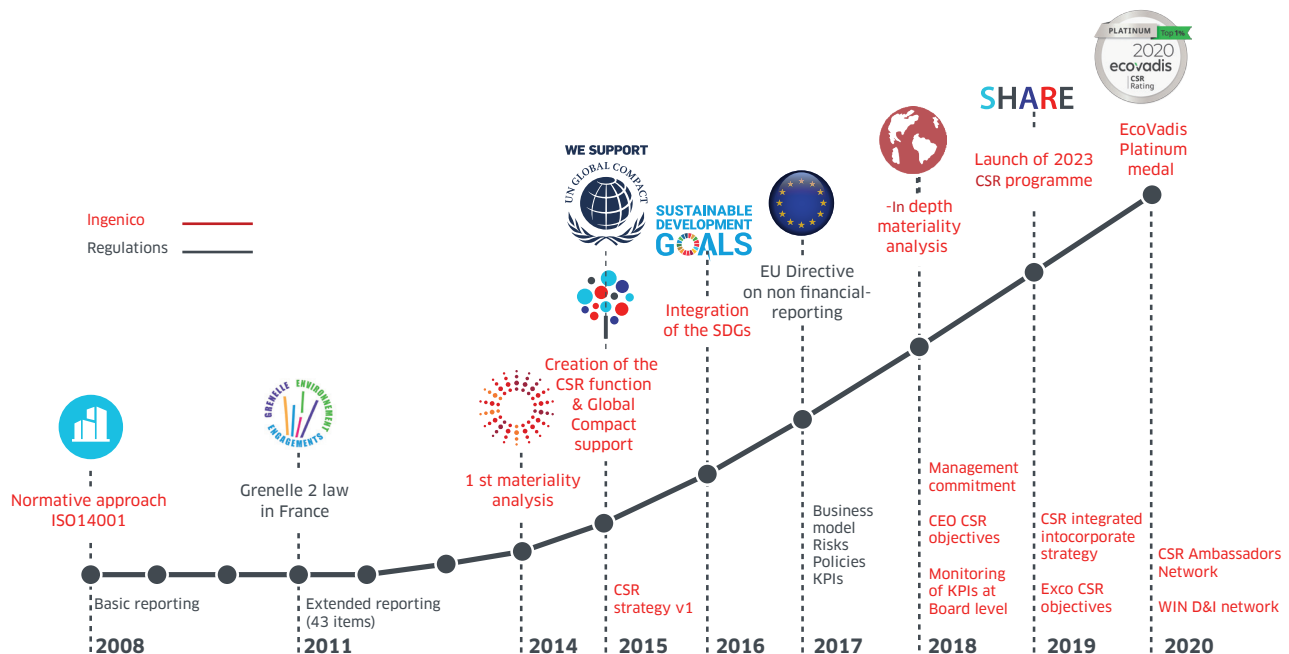 PLATINUM Top 1%
2020
ecovadis
CSR
Rating
SHARE
EcoVadis
Platinum
medal
Launch of 2023
CSR programme
WE SUPPORT
UN GLOBAL COMPACT
SUSTAINABLE
DEVELOPMENT
GOALS
-In depth
materiality
analysis
Ingenico
Regulations
EU Directive
on non financial-
reporting
Integration
of the SDGs
Creation of the
CSR function
& Global
Compact
support
GRENELLE ENVIRONNEMENT
ENGAGEMENTS
1 st materiality
analysis
Normative approach
ISO14001
Grenelle 2 law
in France
Basic reporting
Extended reporting
(43 items)
CSR
strategy v1
Business
model
Risks
Policies
KPIs
Management
commitment
CEO CSR
objectives
Monitoring
of KPIs at
Board level
CSR integrated
intocorporate
strategy
Exco CSR
objectives
CSR Ambassadors
Network
WIN D&I network
2008 2011 2014 2015 2016 2017 2018 2019 2020